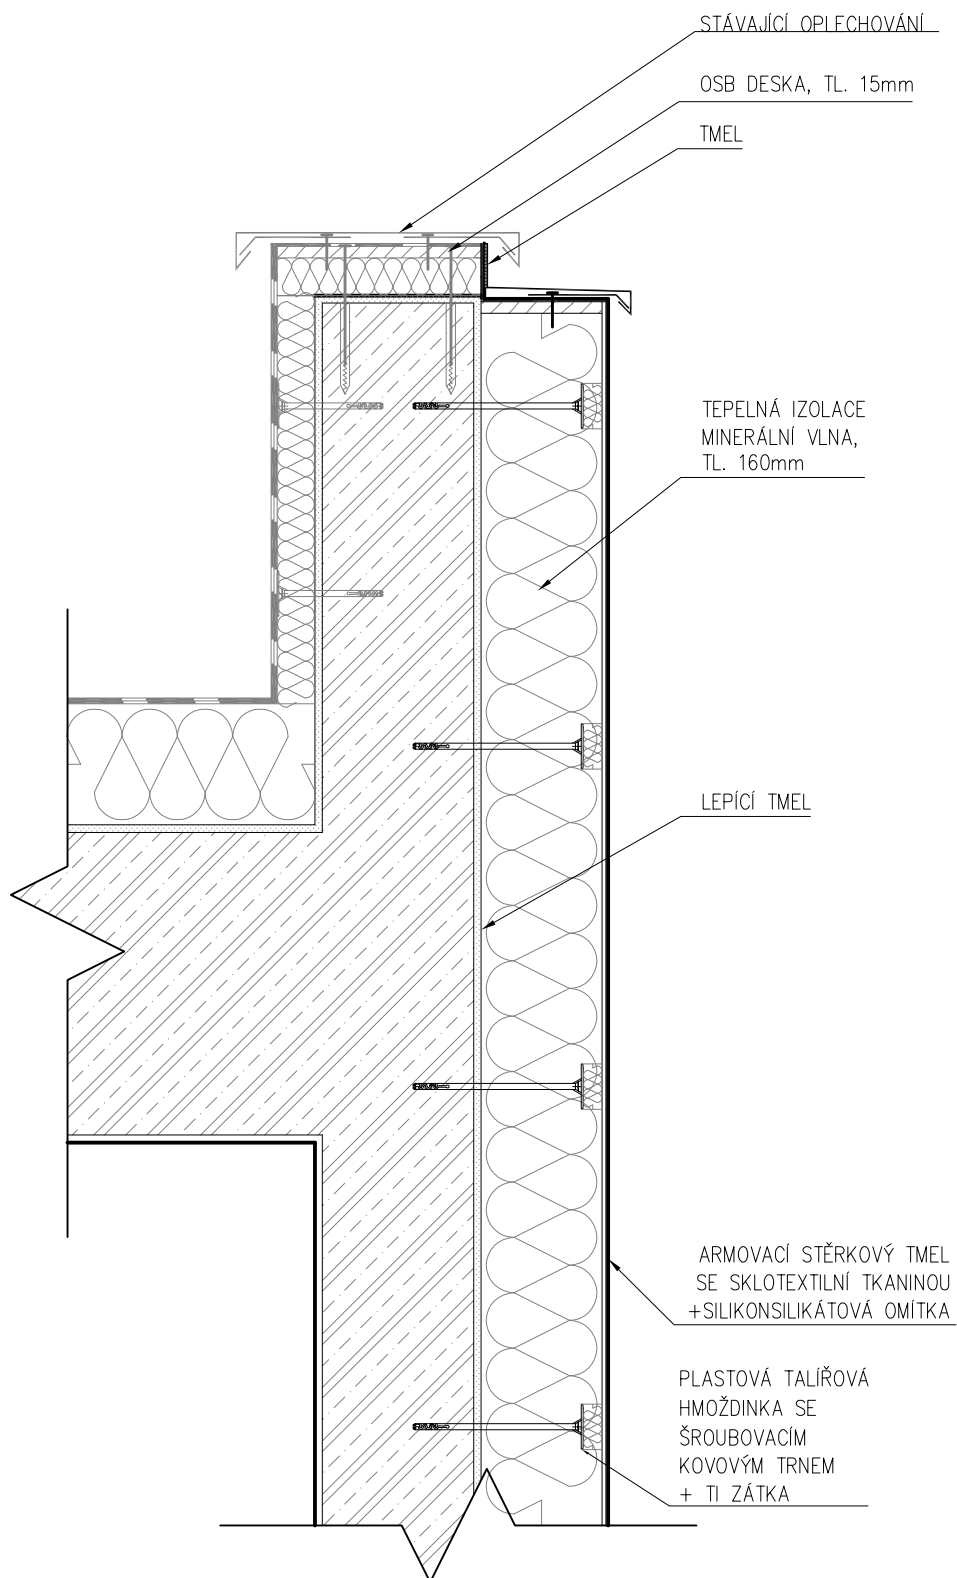 STÁVAJÍCÍ OPLECHOVÁNÍ
OSB DESKA, TL. 15mm
TMEL
TEPELNÁ IZOLACE
MINERÁLNÍ VLNA,
TL. 160mm
LEPÍCÍ TMEL
ARMOVACÍ STĚRKOVÝ TMEL
SE SKLOTEXTILNÍ TKANINOU
+SILIKONSILIKÁTOVÁ OMÍTKA
PLASTOVÁ TALÍŘOVÁ
HMOŽDINKA SE
ŠROUBOVACÍM
KOVOVÝM TRNEM
+ TI ZÁTKA